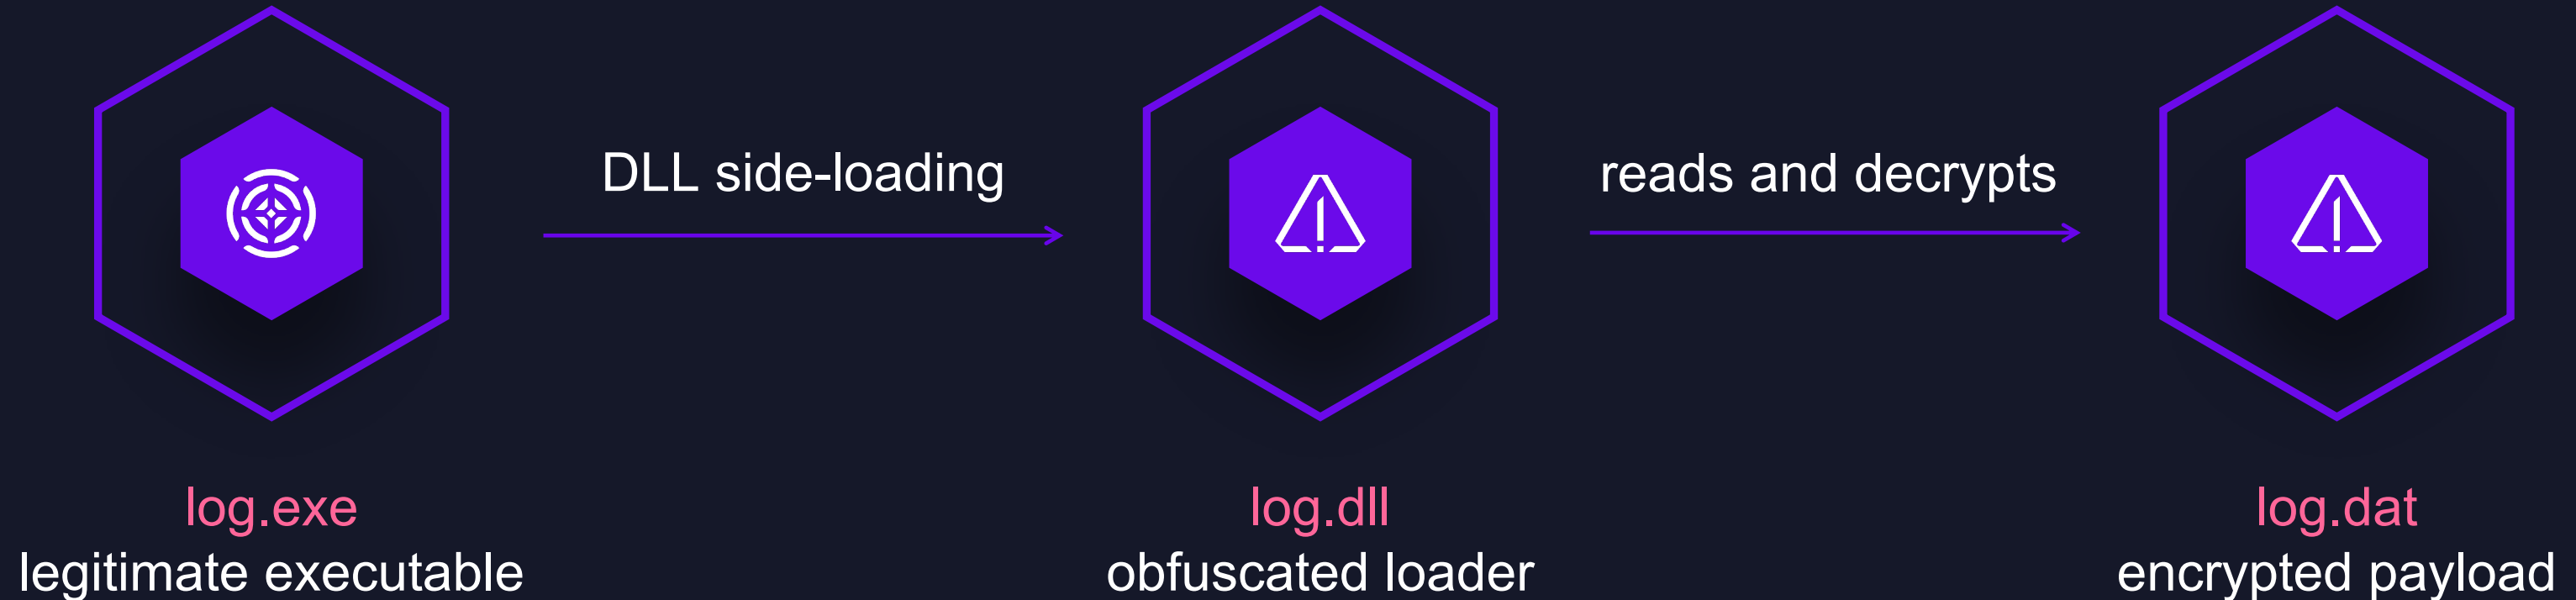 DLL side-loading
reads and decrypts
log.exe
legitimate executable
log.dll
obfuscated loader
log.dat
encrypted payload